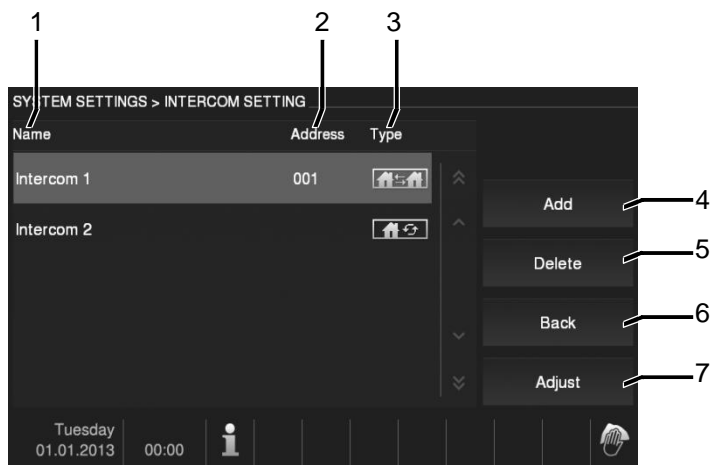 1 2 3
SYSTEM SETTINGS > INTERCOM SETTING
Name Address Type
Intercom 1 001
Intercom 2
Add 4
Delete 5
Back 6
Adjust 7
Tuesday
01.01.2013 00:00 i